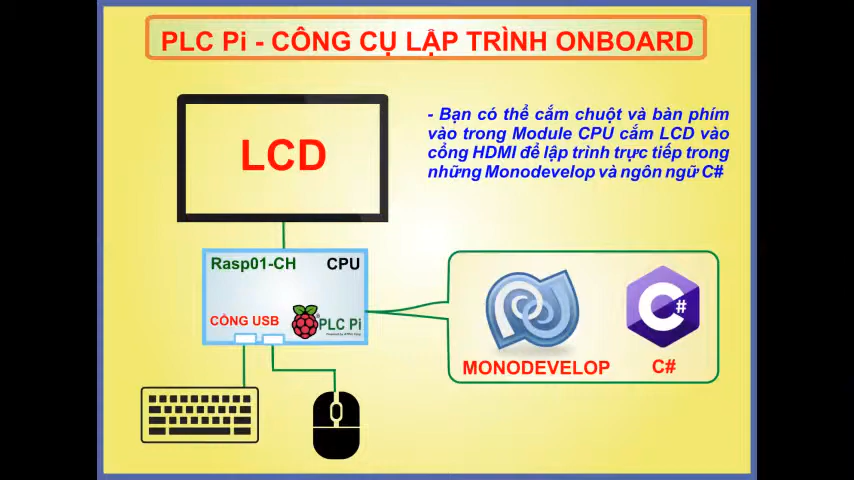 PLC Pi - CÔNG CỤ LẬP TRÌNH ONBOARD
- Bạn có thể cắm chuột và bàn phím
vào trong Module CPU cắm LCD vào
cổng HDMI để lập trình trực tiếp trong
những Monodevelop và ngôn ngữ C#
LCD
Rasp01-CH CPU
CỔNG USB
PLC Pi
C#
MONODEVELOP
C#